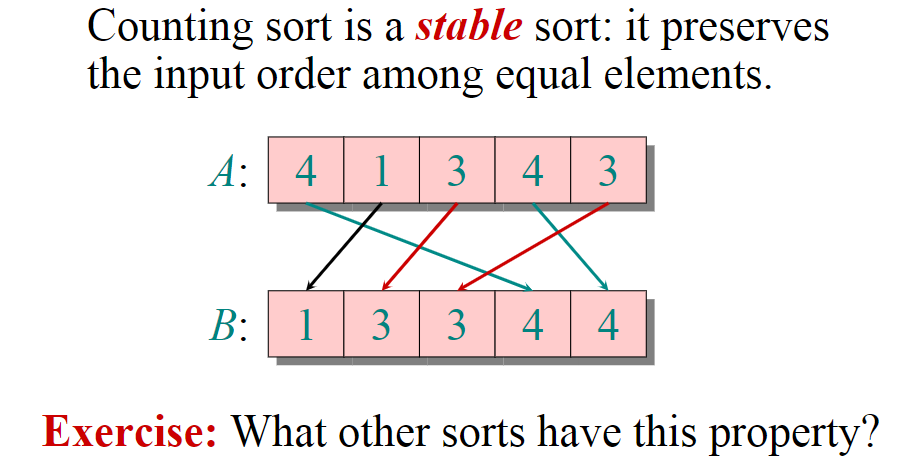 Counting sort is a stable sort: it preserves
the input order among equal elements.
A: 4 1 3 4 3
B: 1 3 3 4 4
Exercise: What other sorts have this property?